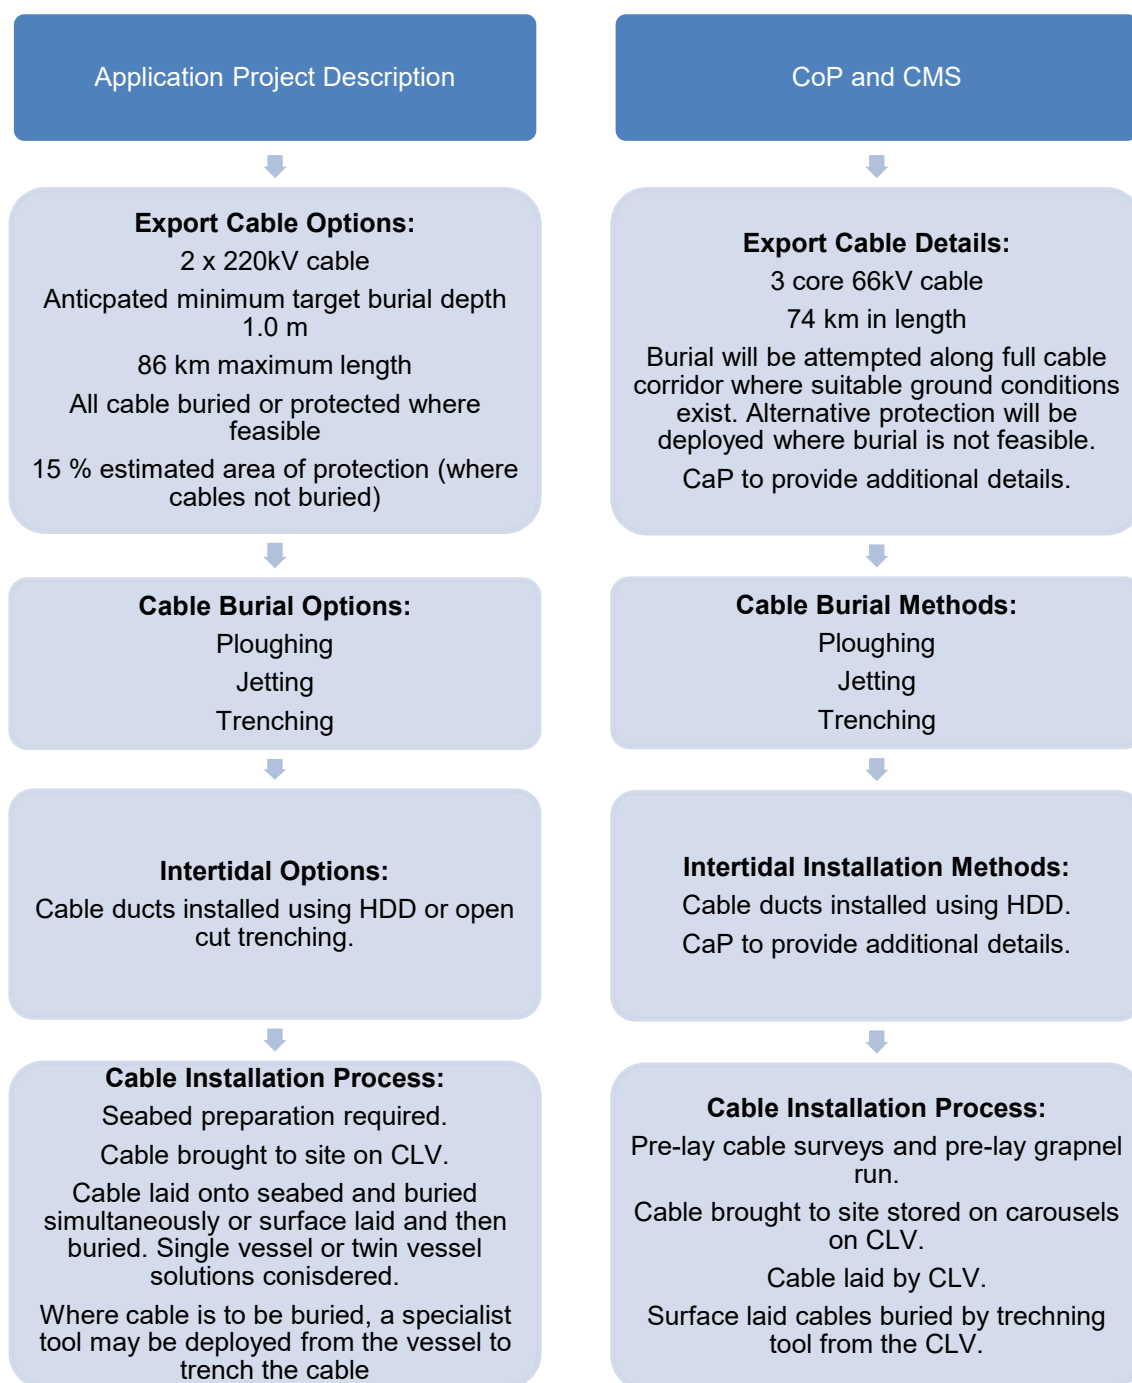 Application Project Description
Export Cable Options:
2 x 220kV cable
Anticpated minimum target burial depth
1.0 m
86 km maximum length
All cable buried or protected where
feasible
15 % estimated area of protection (where
cables not buried)
Cable Burial Options:
Ploughing
Jetting
Trenching
Intertidal Options:
Cable ducts installed using HDD or open
cut trenching.
Cable Installation Process:
Seabed preparation required.
Cable brought to site on CLV.
Cable laid onto seabed and buried
simultaneously or surface laid and then
buried. Single vessel or twin vessel
solutions conisdered.
Where cable is to be buried, a specialist
tool may be deployed from the vessel to
trench the cable
CoP and CMS
Export Cable Details:
3 core 66kV cable
74 km in length
Burial will be attempted along full cable
corridor where suitable ground conditions
exist. Alternative protection will be
deployed where burial is not feasible.
CaP to provide additional details.
Cable Burial Methods:
Ploughing
Jetting
Trenching
Intertidal Installation Methods:
Cable ducts installed using HDD.
CaP to provide additional details.
Cable Installation Process:
Pre-lay cable surveys and pre-lay grapnel
run.
Cable brought to site stored on carousels
on CLV.
Cable laid by CLV.
Surface laid cables buried by trechning
tool from the CLV.